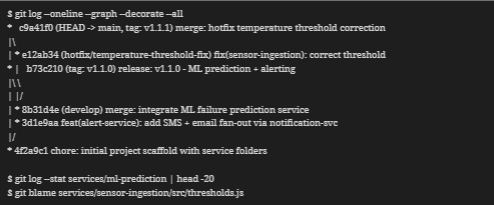 $ git log --oneline --graph --decorate --all
*   c9a41f0 (HEAD -> main, tag: v1.1.1) merge: hotfix temperature threshold correction
|\
| * e12ab34 (hotfix/temperature-threshold-fix) fix(sensor-ingestion): correct threshold
* |   b73c210 (tag: v1.1.0) release: v1.1.0 - ML prediction + alerting
|\ \
| |/
| * 8b31d4e (develop) merge: integrate ML failure prediction service
| * 3d1e9aa feat(alert-service): add SMS + email fan-out via notification-svc
|/
* 4f2a9c1 chore: initial project scaffold with service folders
$ git log --stat services/ml-prediction | head -20
$ git blame services/sensor-ingestion/src/thresholds.js